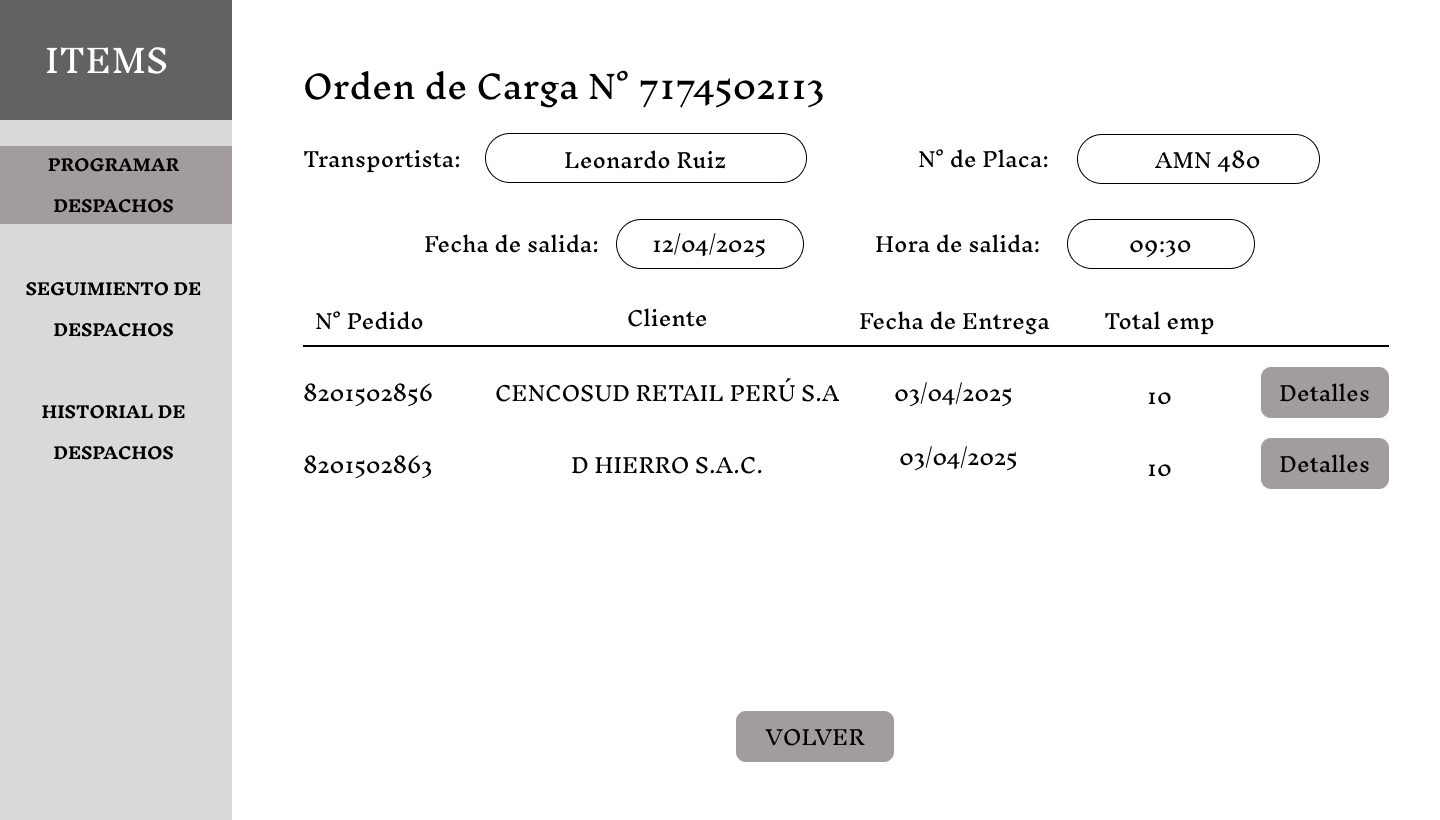 ITEMS
PROGRAMAR
DESPACHOS
SEGUIMIENTO DE
DESPACHOS
HISTORIAL DE
DESPACHOS
Orden de Carga N° 7174502113
Transportista: Leonardo Ruiz N° de Placa: AMN 480
Fecha de salida: 12/04/2025 Hora de salida: 09:30
N° Pedido Cliente Fecha de Entrega Total emp
8201502856 CENCOSUD RETAIL PERÚ S.A 03/04/2025 10 Detalles
8201502863 D HIERRO S.A.C. 03/04/2025 10 Detalles
VOLVER